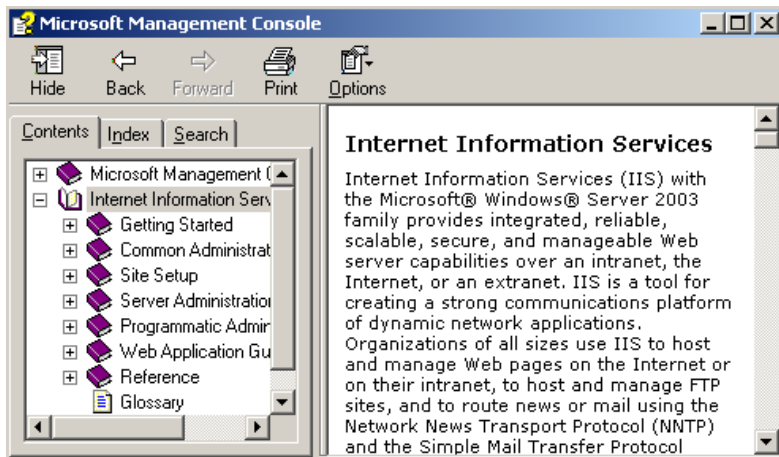 Microsoft Management Console
Hide Back Forward Print Options
Contents Index Search
Microsoft Management
Internet Information Serv
Getting Started
Common Administrat
Site Setup
Server Administration
Programmatic Admir
Web Application Gu
Reference
Glossary
Internet Information Services
Internet Information Services (IIS) with
the Microsoft® Windows® Server 2003
family provides integrated, reliable,
scalable, secure, and manageable Web
server capabilities over an intranet, the
Internet, or an extranet. IIS is a tool for
creating a strong communications platform
of dynamic network applications.
Organizations of all sizes use IIS to host
and manage Web pages on the Internet or
on their intranet, to host and manage FTP
sites, and to route news or mail using the
Network News Transport Protocol (NNTP)
and the Simple Mail Transfer Protocol